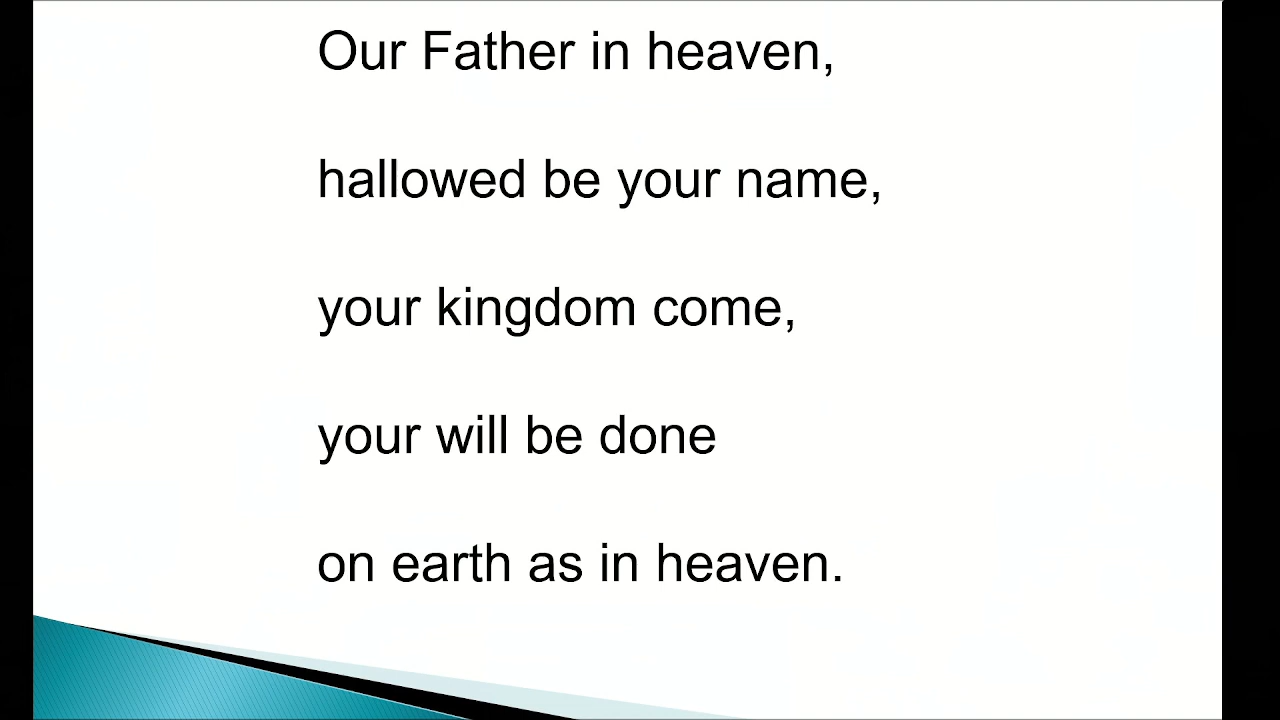 Our Father in heaven,
hallowed be your name,
your kingdom come,
your will be done
on earth as in heaven.